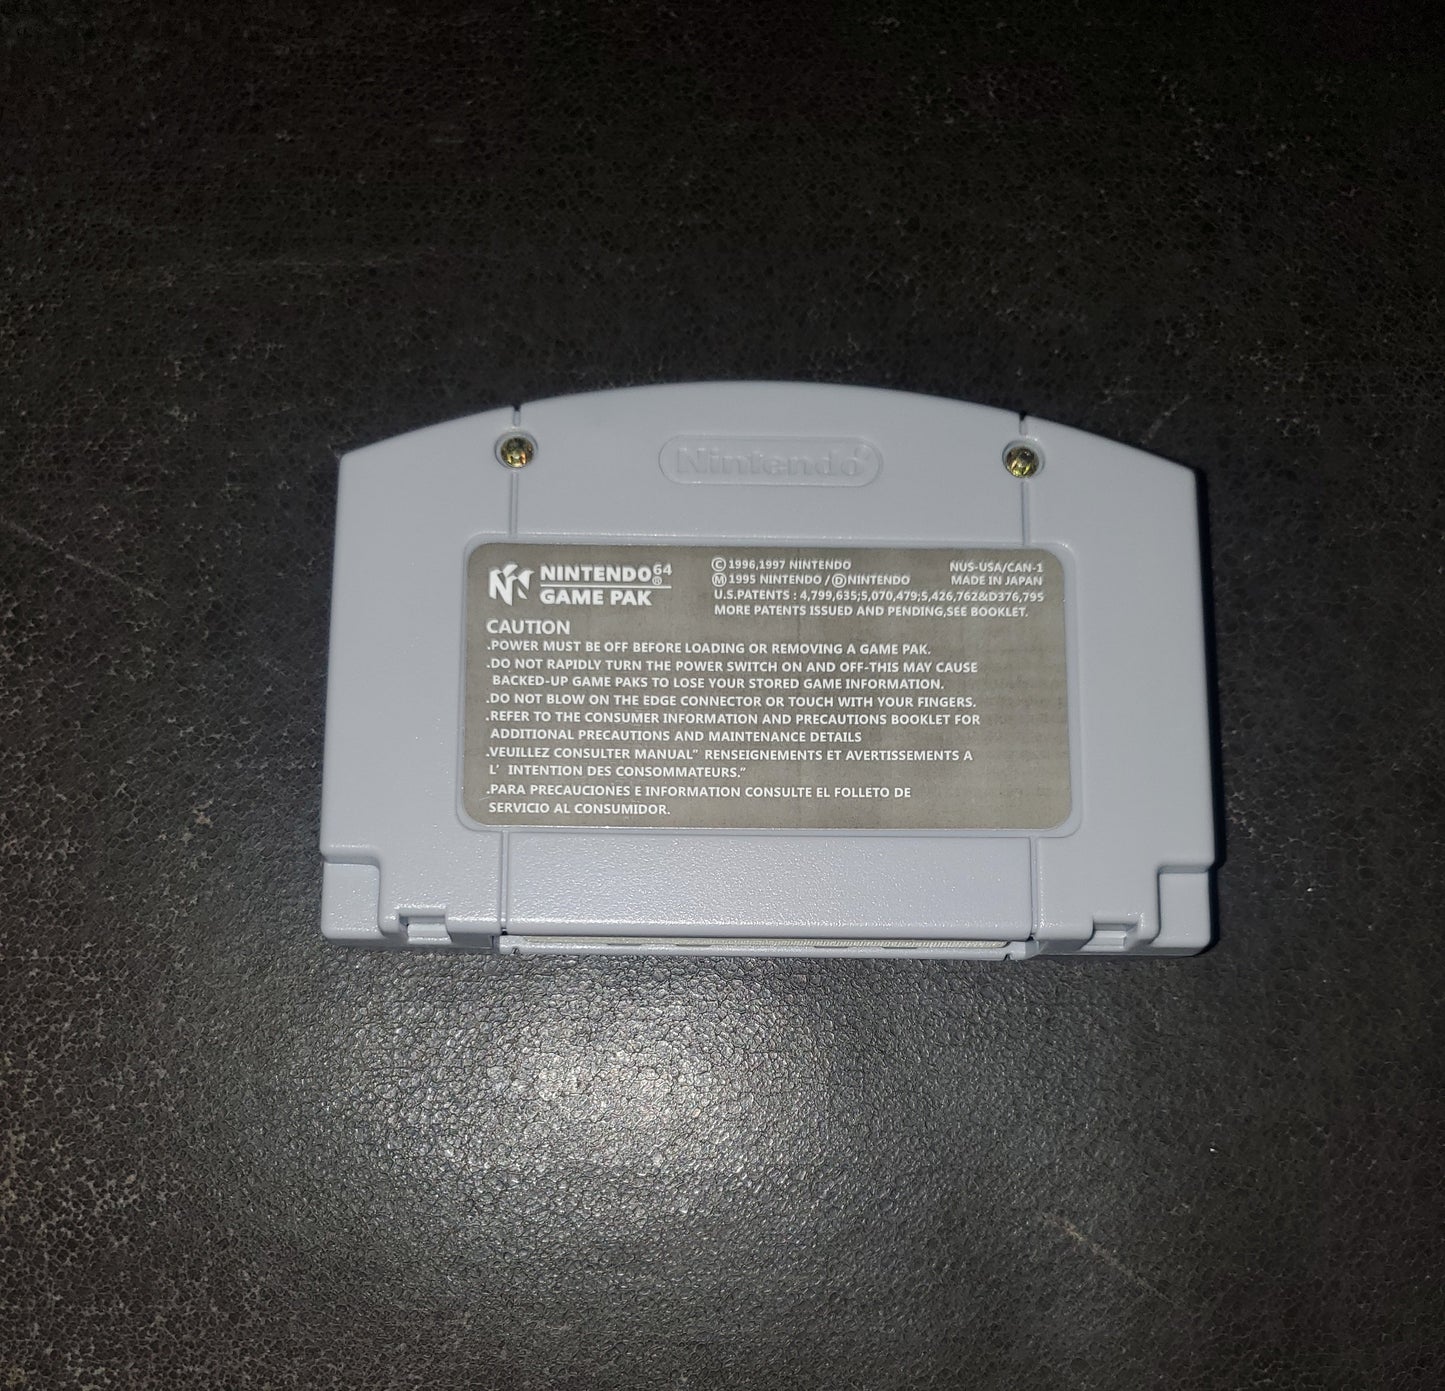 Nintendo
NINTENDO64®
GAME PAK
Ⓒ1996,1997 NINTENDO
Ⓜ1995 NINTENDO / ⒹNINTENDO
U.S.PATENTS : 4,799,635;5,070,479;5,426,762&D376,795
MORE PATENTS ISSUED AND PENDING,SEE BOOKLET.
NUS-USA/CAN-1
MADE IN JAPAN
CAUTION
.POWER MUST BE OFF BEFORE LOADING OR REMOVING A GAME PAK.
.DO NOT RAPIDLY TURN THE POWER SWITCH ON AND OFF-THIS MAY CAUSE
BACKED-UP GAME PAKS TO LOSE YOUR STORED GAME INFORMATION.
.DO NOT BLOW ON THE EDGE CONNECTOR OR TOUCH WITH YOUR FINGERS.
.REFER TO THE CONSUMER INFORMATION AND PRECAUTIONS BOOKLET FOR
ADDITIONAL PRECAUTIONS AND MAINTENANCE DETAILS
.VEUILLEZ CONSULTER MANUAL” RENSEIGNEMENTS ET AVERTISSEMENTS A
L’ INTENTION DES CONSOMMATEURS.”
.PARA PRECAUCIONES E INFORMATION CONSULTE EL FOLLETO DE
SERVICIO AL CONSUMIDOR.